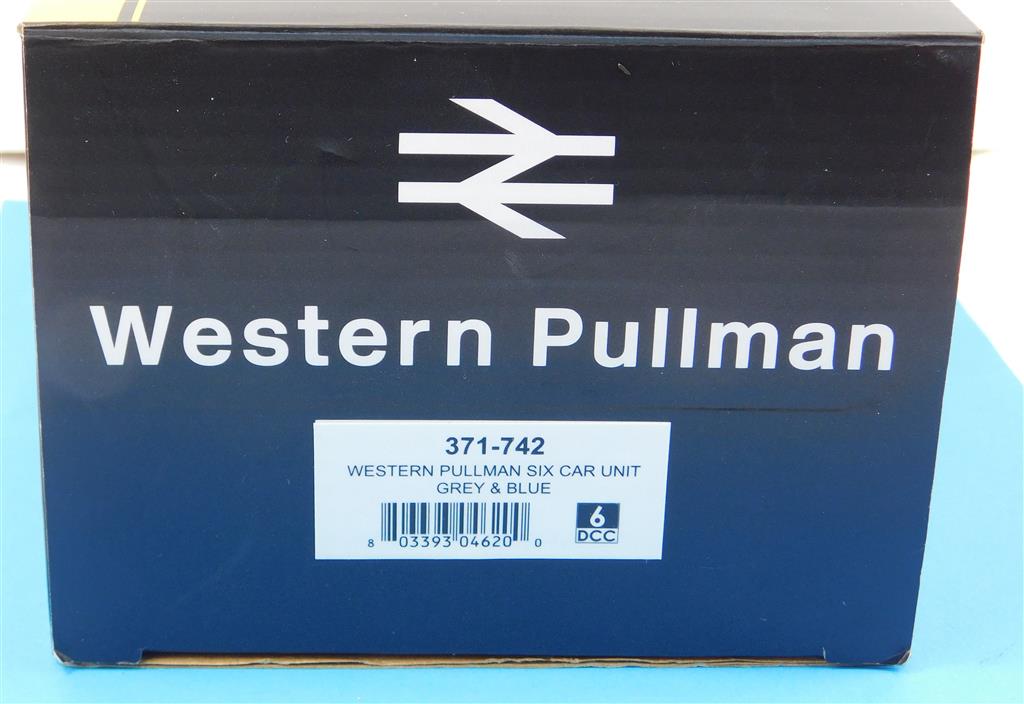 Western Pullman
371-742
WESTERN PULLMAN SIX CAR UNIT
GREY & BLUE
8 03393 04620 0
6
DCC